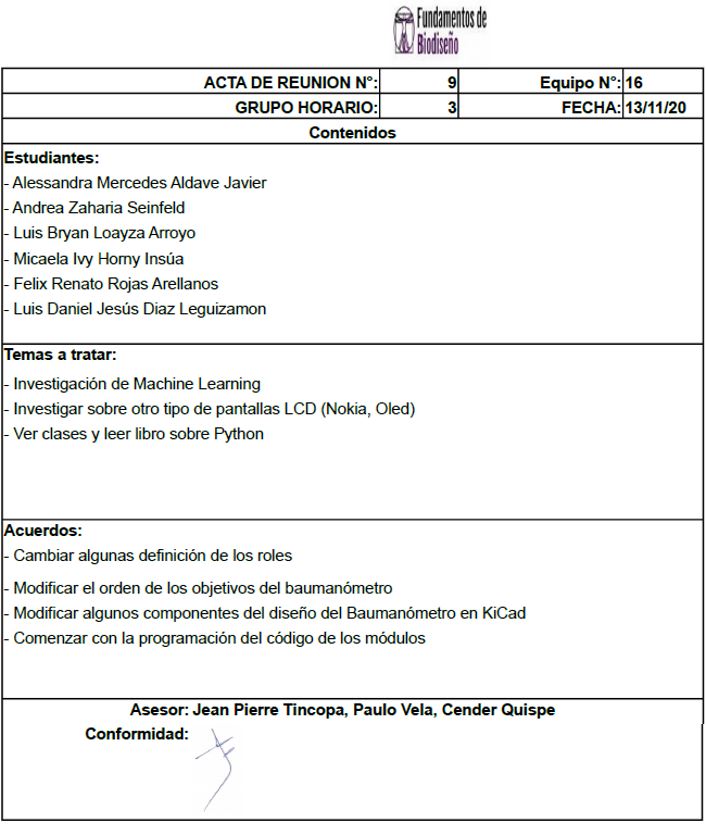 Fundamentos de
Biodiseño
ACTA DE REUNION N°: 9 Equipo N°: 16
GRUPO HORARIO: 3 FECHA: 13/11/20
Contenidos
Estudiantes:
- Alessandra Mercedes Aldave Javier
- Andrea Zaharia Seinfeld
- Luis Bryan Loayza Arroyo
- Micaela Ivy Horny Insúa
- Felix Renato Rojas Arellanos
- Luis Daniel Jesús Diaz Leguizamon
Temas a tratar:
- Investigación de Machine Learning
- Investigar sobre otro tipo de pantallas LCD (Nokia, Oled)
- Ver clases y leer libro sobre Python
Acuerdos:
- Cambiar algunas definición de los roles
- Modificar el orden de los objetivos del baumanómetro
- Modificar algunos componentes del diseño del Baumanómetro en KiCad
- Comenzar con la programación del código de los módulos
Asesor: Jean Pierre Tincopa, Paulo Vela, Cender Quispe
Conformidad: